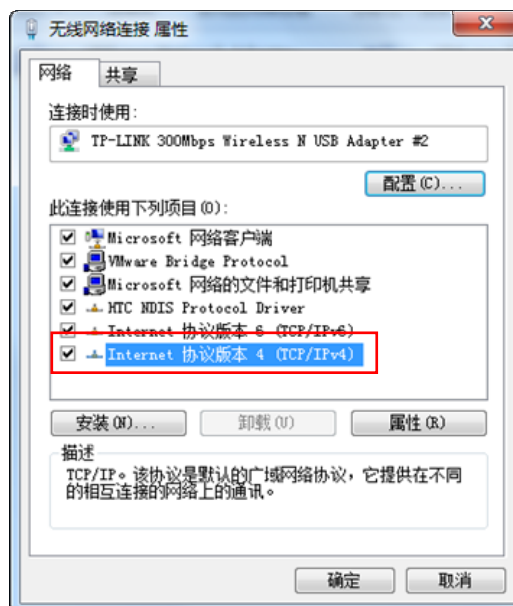 无线网络连接 属性
网络 共享
连接时使用:
TP-LINK 300Mbps Wireless N USB Adapter #2
配置(C)...
此连接使用下列项目(O):
Microsoft 网络客户端
VMware Bridge Protocol
Microsoft 网络的文件和打印机共享
HTC NDIS Protocol Driver
Internet 协议版本 6 (TCP/IPv6)
Internet 协议版本 4 (TCP/IPv4)
安装(N)... 卸载(U) 属性(R)
描述
TCP/IP。该协议是默认的广域网络协议，它提供在不同
的相互连接的网络上的通讯。
确定 取消